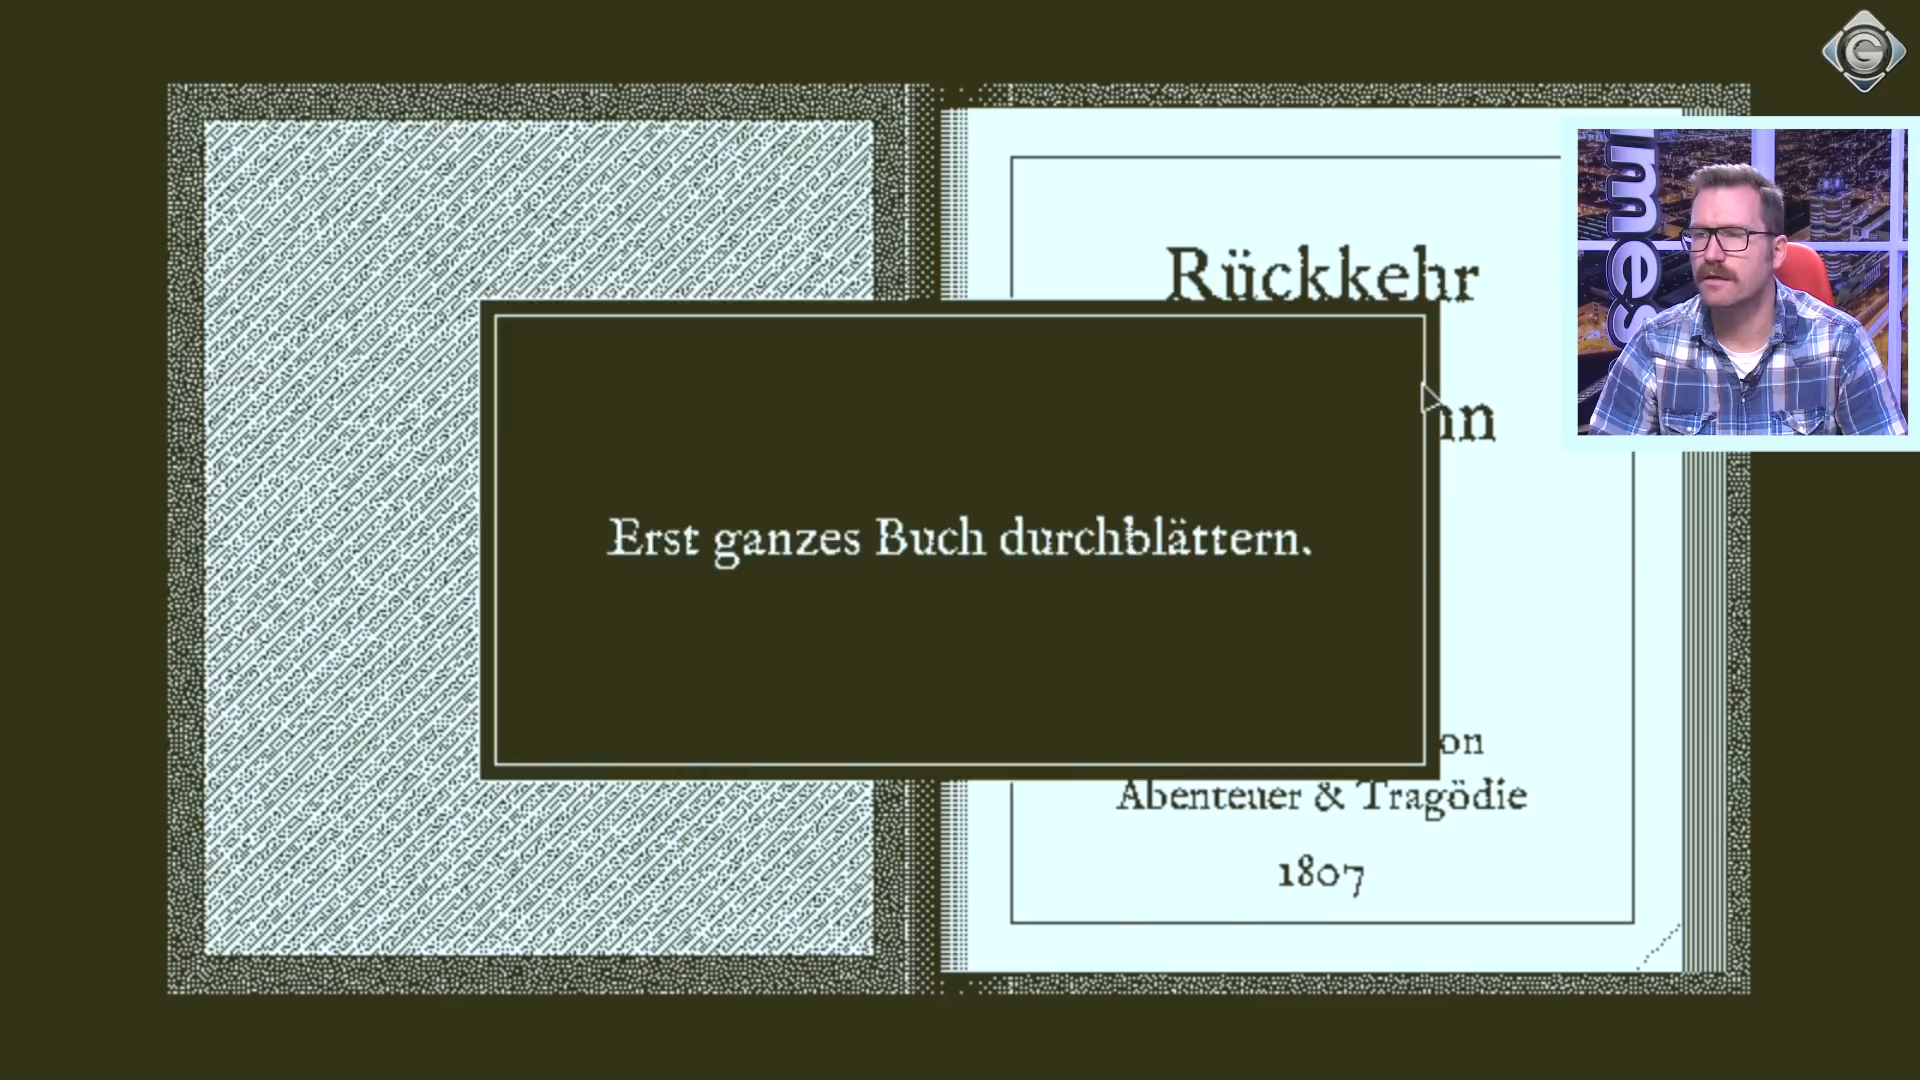 Rückkehr
Erst ganzes Buch durchblättern.
Abenteuer & Tragödie
1807
G